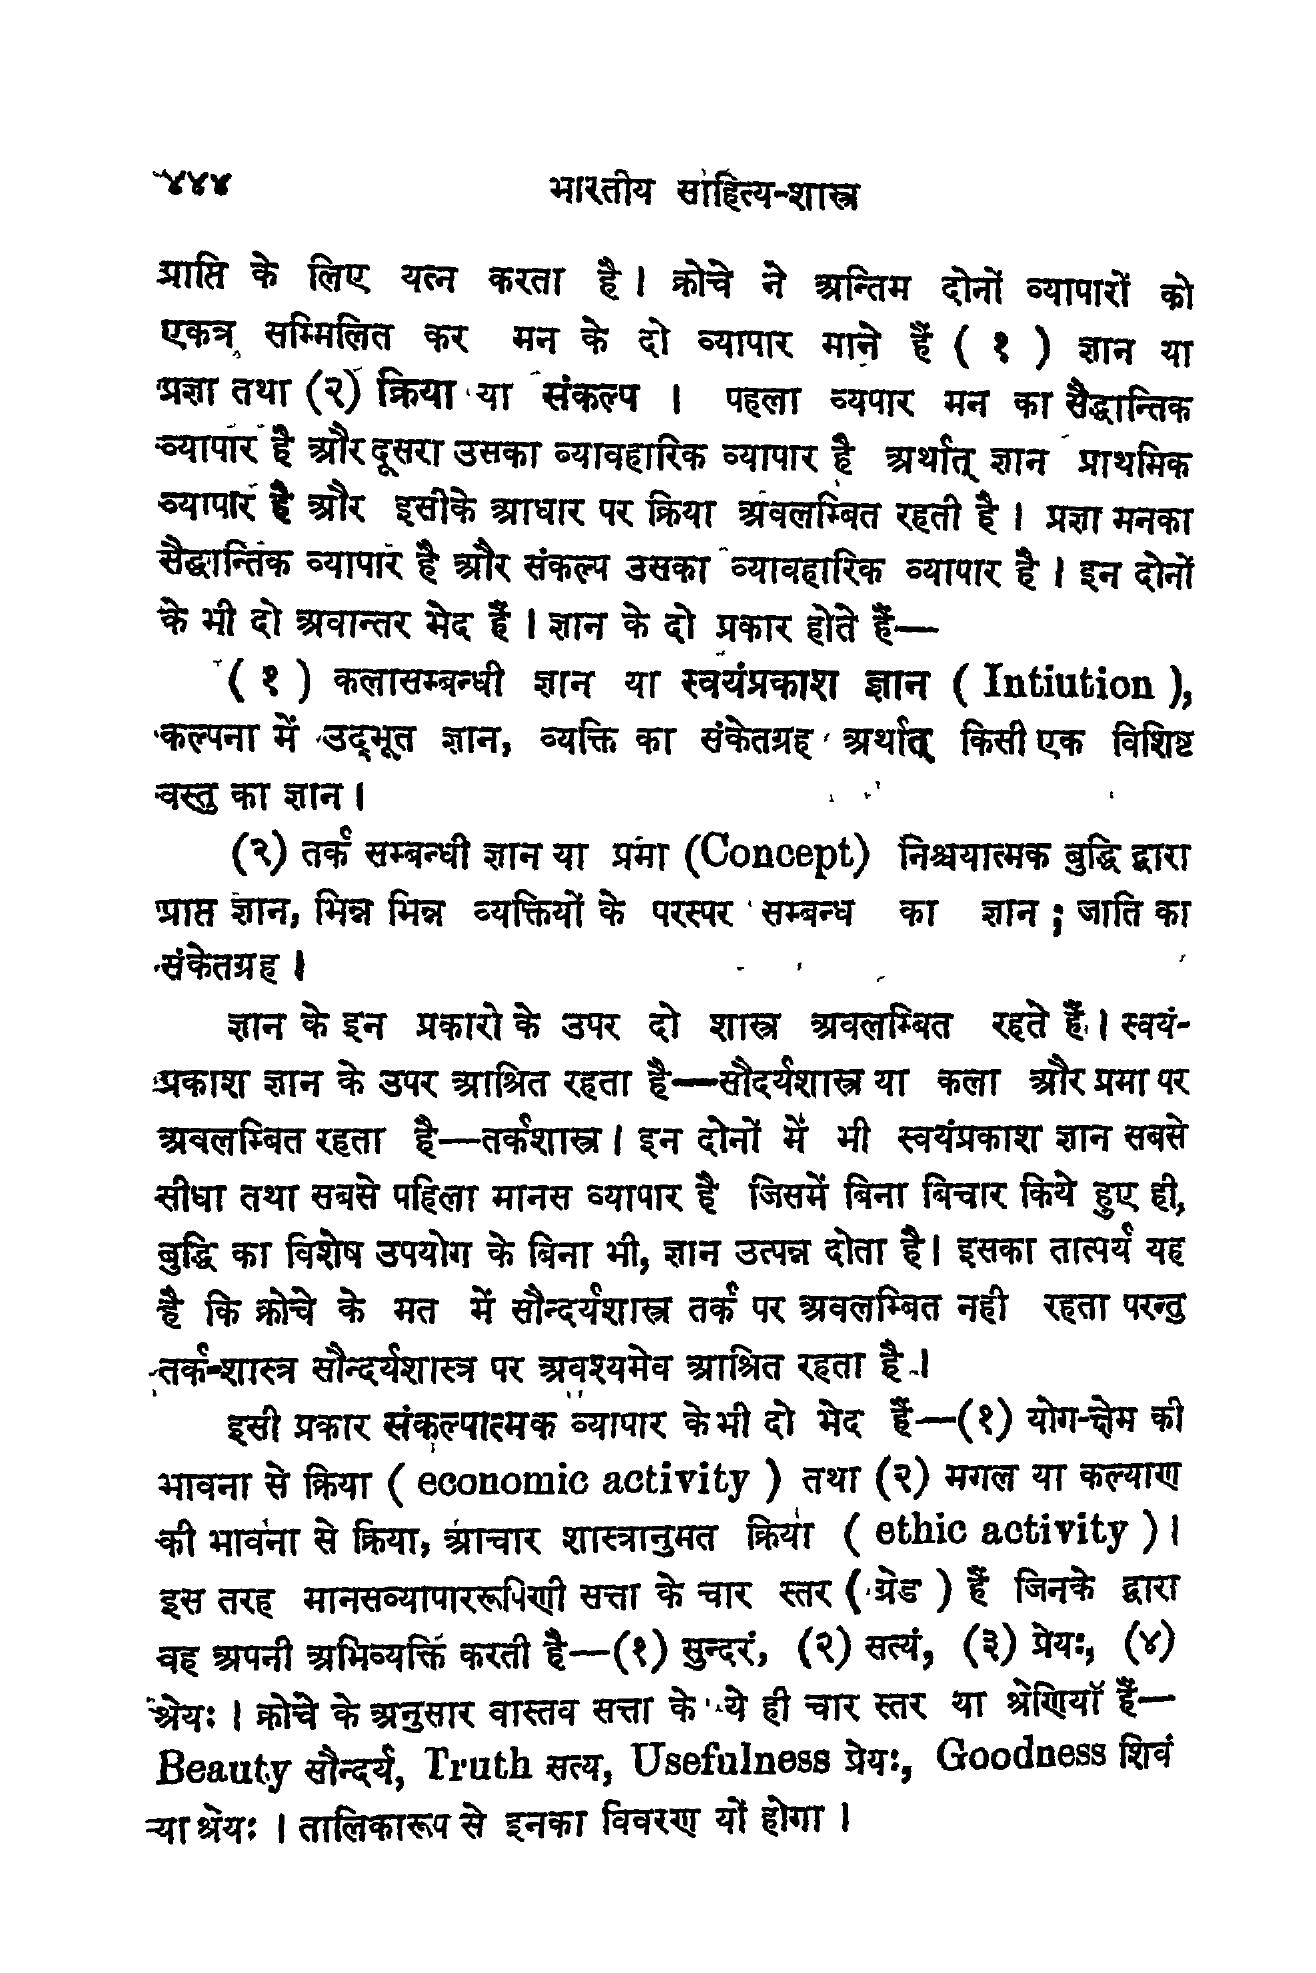 ४४४ भारतीय साहित्य-शास्त्र
प्राप्ति के लिए यत्न करता है। क्रोचे ने अन्तिम दोनों व्यापारों को
एकत्र सम्मिलित कर मन के दो व्यापार माने हैं ( १ ) ज्ञान या
प्रज्ञा तथा (२) क्रिया या संकल्प । पहला व्यपार मन का सैद्धान्तिक
व्यापार है और दूसरा उसका व्यावहारिक व्यापार है अर्थात् ज्ञान प्राथमिक
व्यापार है और इसीके आधार पर क्रिया अवलम्बित रहती है । प्रज्ञा मनका
सैद्धान्तिक व्यापार है और संकल्प उसका व्यावहारिक व्यापार है । इन दोनों
के भी दो अवान्तर भेद हैं । ज्ञान के दो प्रकार होते हैं—
( १ ) कलासम्बन्धी ज्ञान या स्वयंप्रकाश ज्ञान ( Intiution ),
कल्पना में उद्भूत ज्ञान, व्यक्ति का संकेतग्रह अर्थात् किसी एक विशिष्ट
वस्तु का ज्ञान ।
(२) तर्क सम्बन्धी ज्ञान या प्रमा (Concept) निश्चयात्मक बुद्धि द्वारा
प्राप्त ज्ञान, भिन्न भिन्न व्यक्तियों के परस्पर सम्बन्ध का ज्ञान ; जाति का
संकेतग्रह ।
ज्ञान के इन प्रकारो के उपर दो शास्त्र अवलम्बित रहते हैं । स्वयं-
प्रकाश ज्ञान के उपर आश्रित रहता है—सौदर्यशास्त्र या कला और प्रमा पर
अवलम्बित रहता है—तर्कशास्त्र । इन दोनों में भी स्वयंप्रकाश ज्ञान सबसे
सीधा तथा सबसे पहिला मानस व्यापार है जिसमें बिना बिचार किये हुए ही,
बुद्धि का विशेष उपयोग के बिना भी, ज्ञान उत्पन्न दोता है। इसका तात्पर्य यह
है कि क्रोचे के मत में सौन्दर्यशास्त्र तर्क पर अवलम्बित नही रहता परन्तु
तर्क-शास्त्र सौन्दर्यशास्त्र पर अवश्यमेव आश्रित रहता है ।
इसी प्रकार संकल्पात्मक व्यापार के भी दो भेद हैं—(१) योग-क्षेम की
भावना से क्रिया ( economic activity ) तथा (२) मगल या कल्याण
की भावना से क्रिया, आचार शास्त्रानुमत क्रिया ( ethic activity )।
इस तरह मानसव्यापाररूपिणी सत्ता के चार स्तर ( ग्रेड ) हैं जिनके द्वारा
वह अपनी अभिव्यक्ति करती है—(१) सुन्दरं, (२) सत्यं, (३) प्रेयः, (४)
श्रेयः । क्रोचे के अनुसार वास्तव सत्ता के ये ही चार स्तर या श्रेणियाँ हैं—
Beauty सौन्दर्य, Truth सत्य, Usefulness प्रेयः, Goodness शिवं
या श्रेयः । तालिकारूप से इनका विवरण यों होगा ।